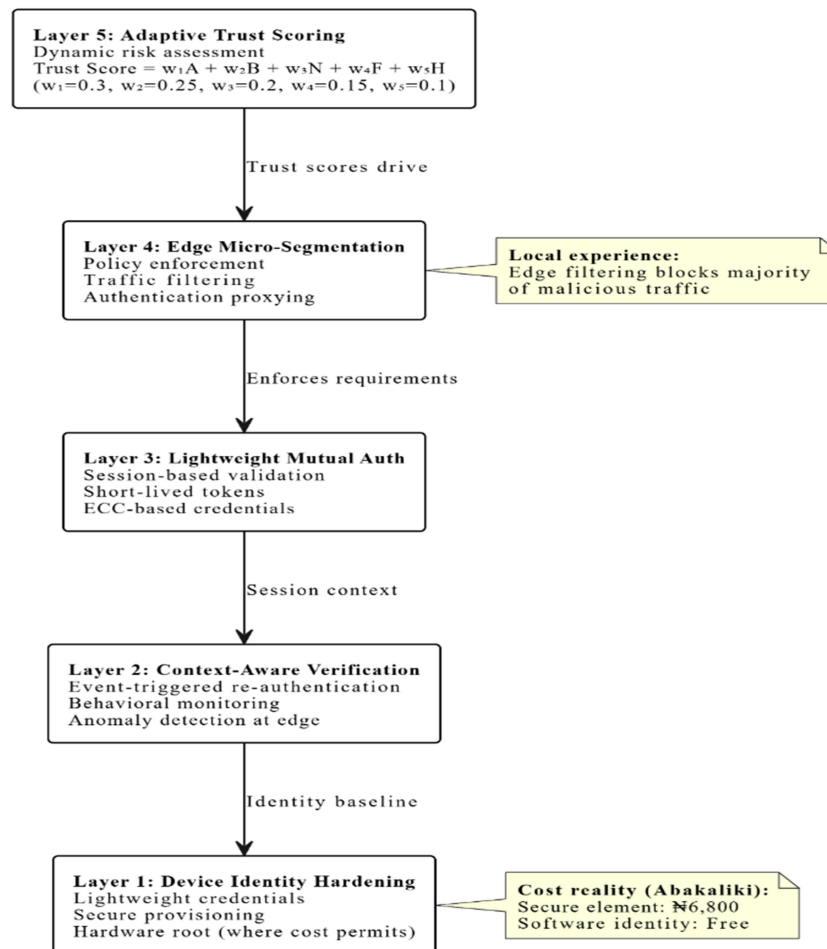 Layer 5: Adaptive Trust Scoring
Dynamic risk assessment
Trust Score = w₁A + w₂B + w₃N + w₄F + w₅H
(w₁=0.3, w₂=0.25, w₃=0.2, w₄=0.15, w₅=0.1)
Trust scores drive
Layer 4: Edge Micro-Segmentation
Policy enforcement
Traffic filtering
Authentication proxying
Local experience:
Edge filtering blocks majority
of malicious traffic
Enforces requirements
Layer 3: Lightweight Mutual Auth
Session-based validation
Short-lived tokens
ECC-based credentials
Session context
Layer 2: Context-Aware Verification
Event-triggered re-authentication
Behavioral monitoring
Anomaly detection at edge
Identity baseline
Layer 1: Device Identity Hardening
Lightweight credentials
Secure provisioning
Hardware root (where cost permits)
Cost reality (Abakaliki):
Secure element: ₦6,800
Software identity: Free